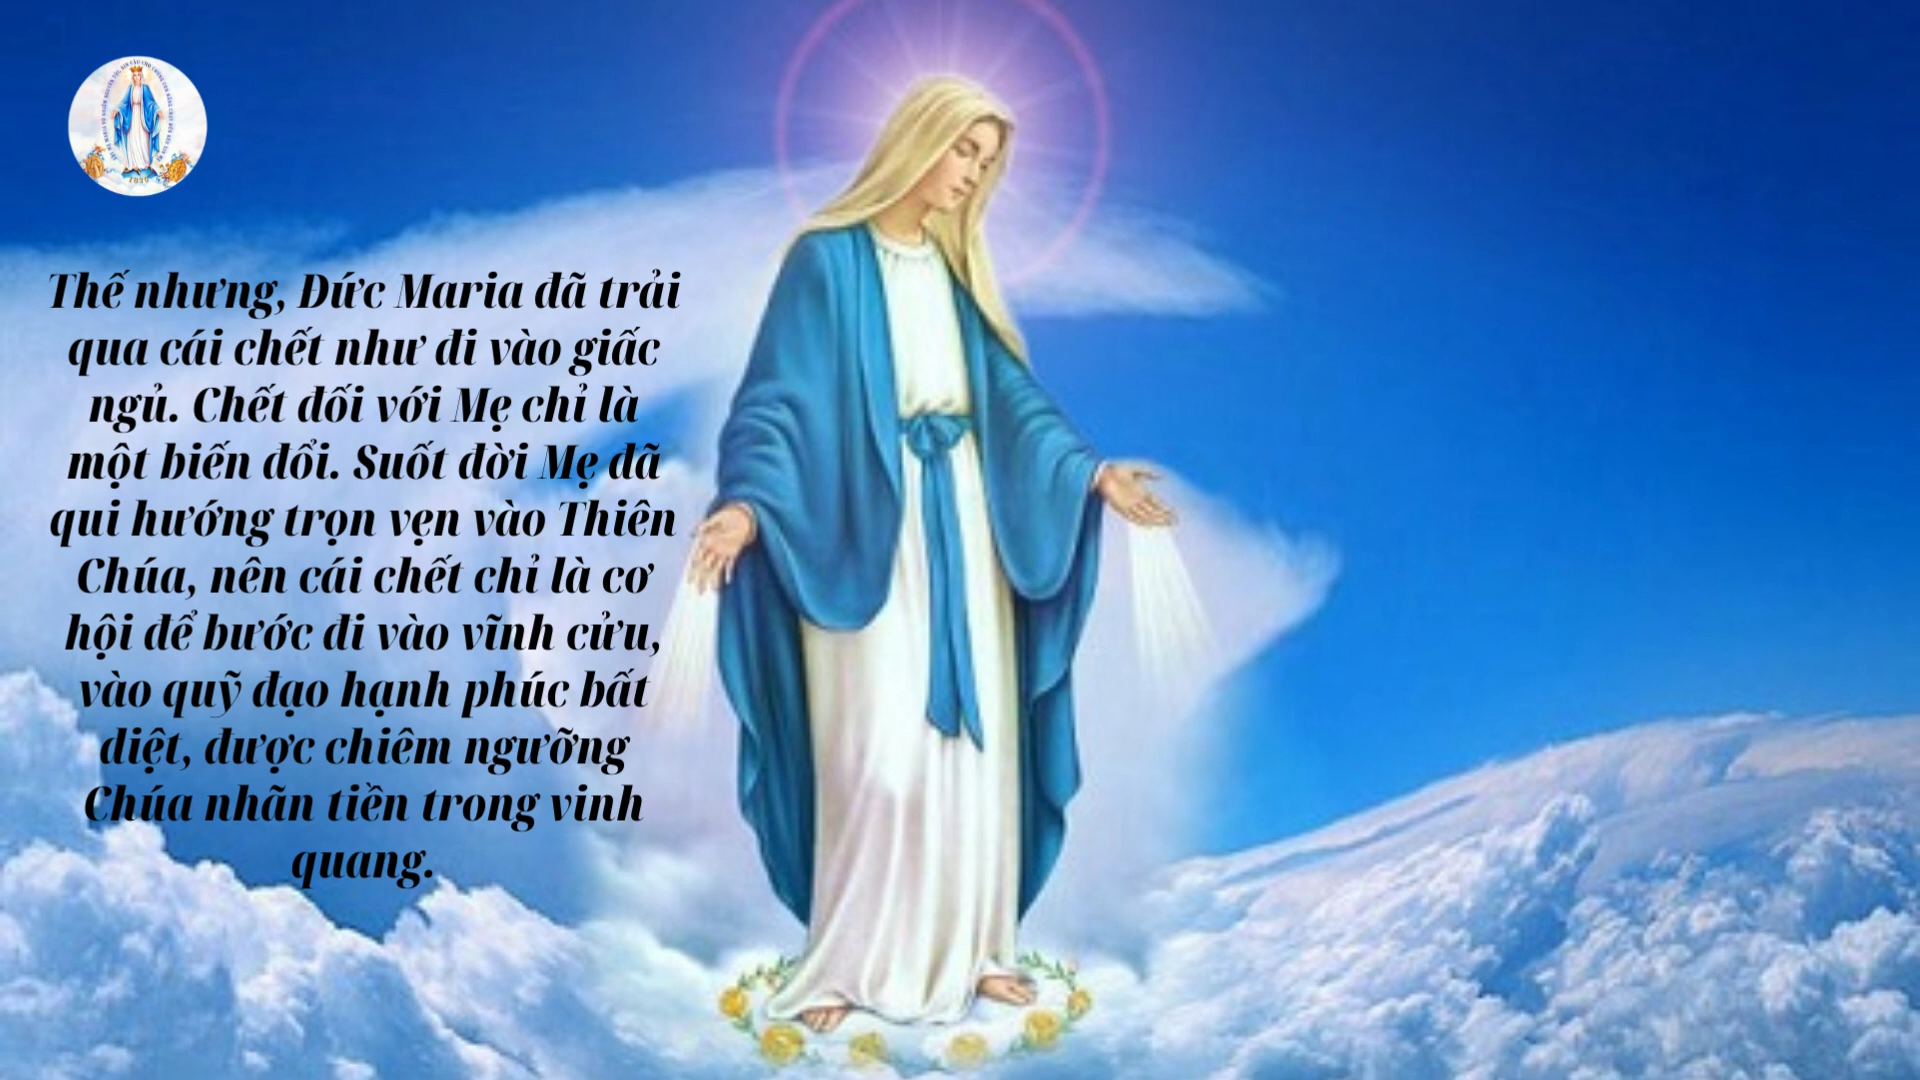 Thế nhưng, Đức Maria đã trải
qua cái chết như đi vào giấc
ngủ. Chết đối với Mẹ chỉ là
một biến đổi. Suốt đời Mẹ đã
qui hướng trọn vẹn vào Thiên
Chúa, nên cái chết chỉ là cơ
hội để bước đi vào vĩnh cửu,
vào quỹ đạo hạnh phúc bất
diệt, được chiêm ngưỡng
Chúa nhãn tiền trong vinh
quang.